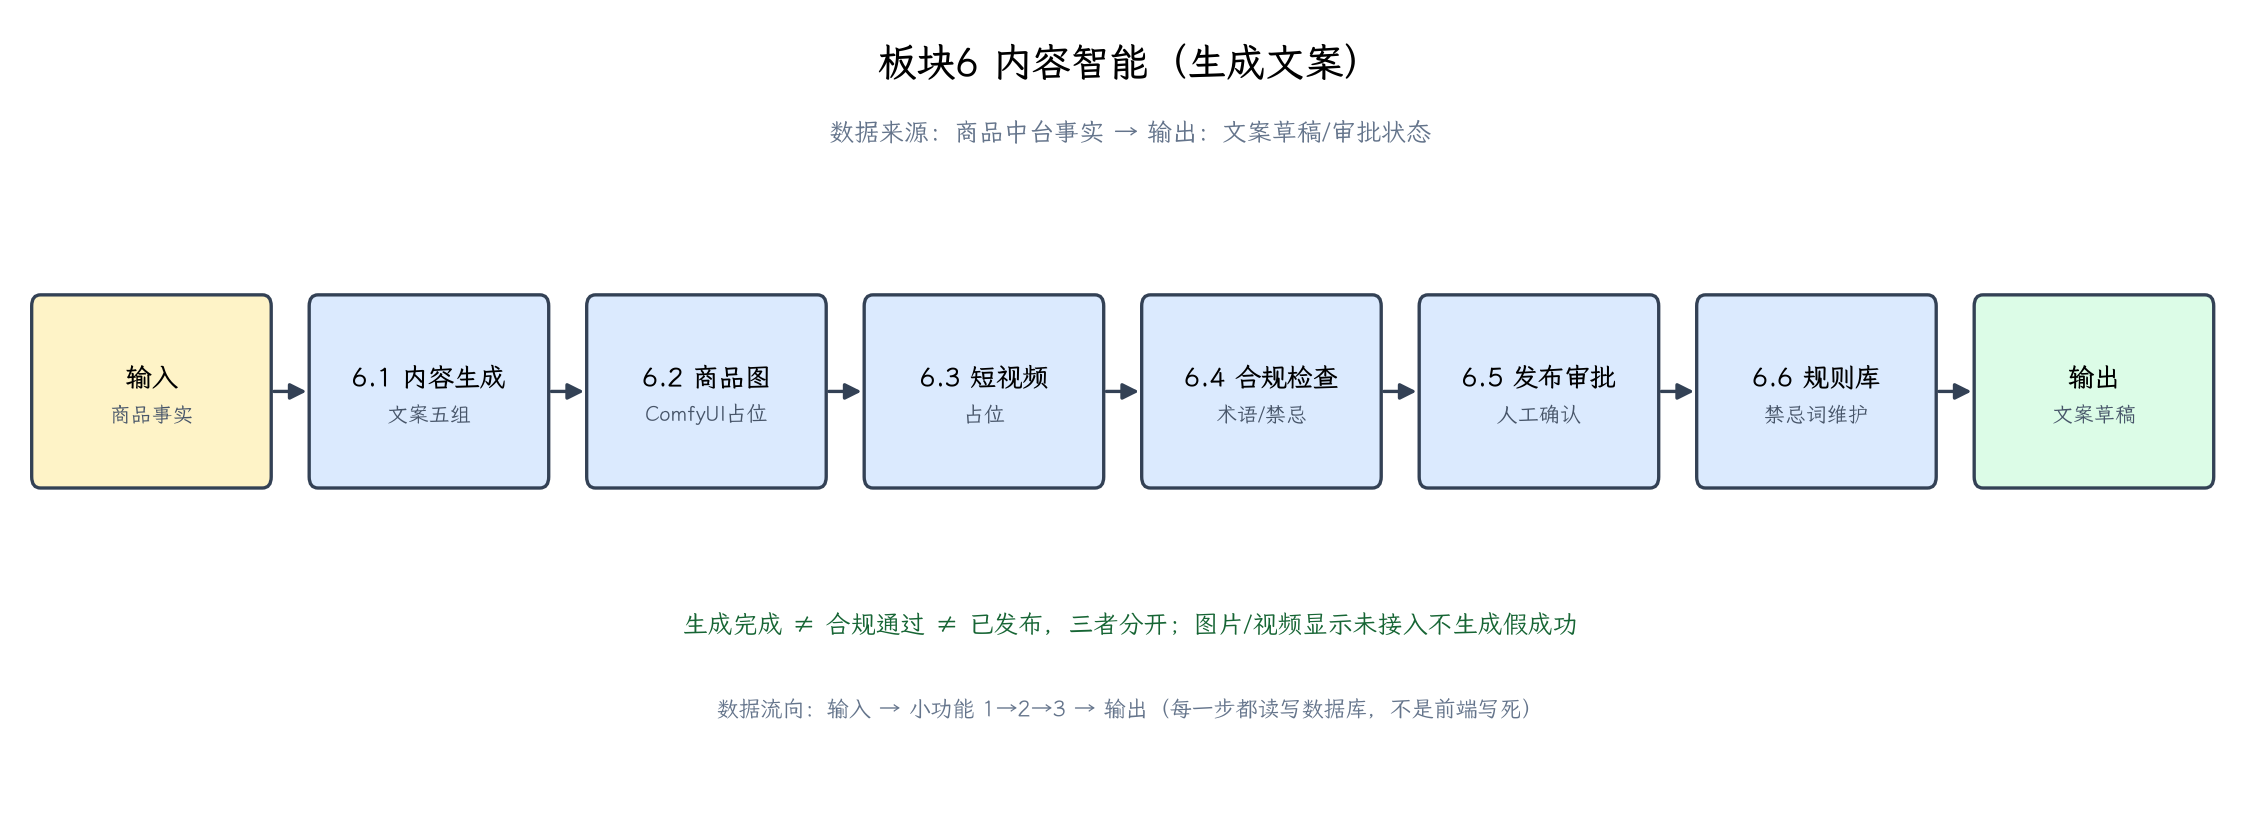 板块6 内容智能（生成文案）
数据来源：商品中台事实 → 输出：文案草稿/审批状态
输入
商品事实
6.1 内容生成
文案五组
6.2 商品图
ComfyUI占位
6.3 短视频
占位
6.4 合规检查
术语/禁忌
6.5 发布审批
人工确认
6.6 规则库
禁忌词维护
输出
文案草稿
生成完成 ≠ 合规通过 ≠ 已发布，三者分开；图片/视频显示未接入不生成假成功
数据流向：输入 → 小功能 1→2→3 → 输出（每一步都读写数据库，不是前端写死）